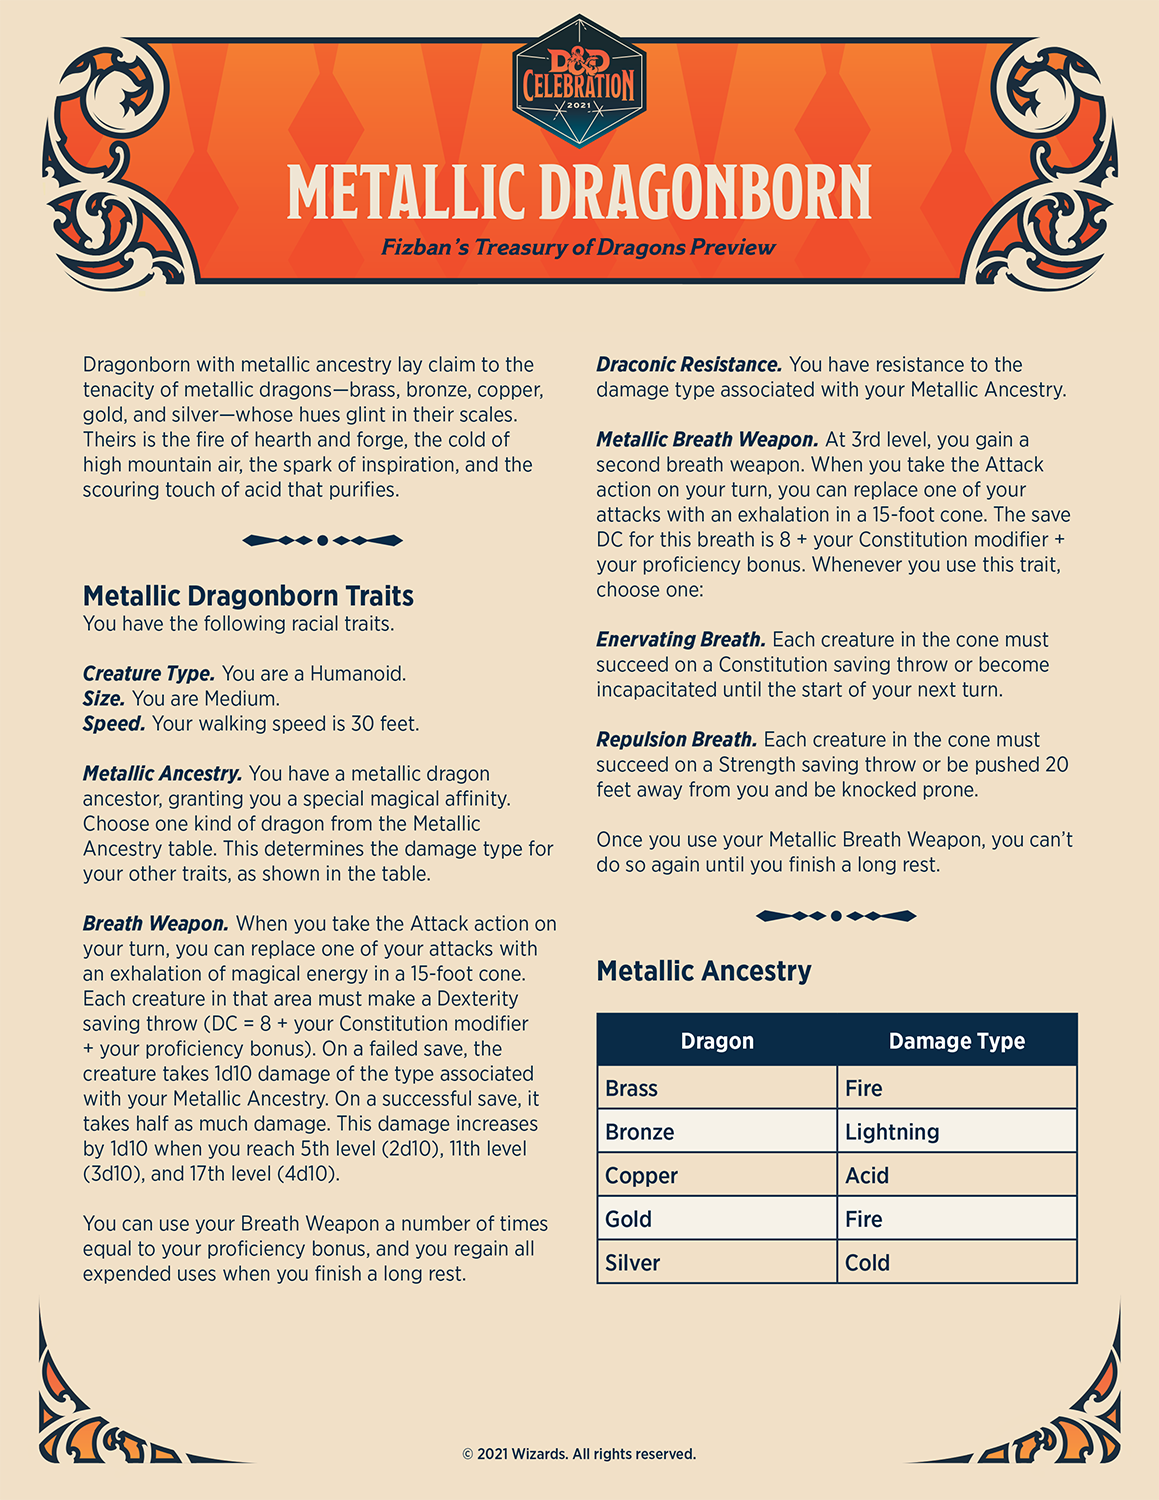 D&D
CELEBRATION
2021
METALLIC DRAGONBORN
Fizban's Treasury of Dragons Preview
Dragonborn with metallic ancestry lay claim to the
tenacity of metallic dragons—brass, bronze, copper,
gold, and silver—whose hues glint in their scales.
Theirs is the fire of hearth and forge, the cold of
high mountain air, the spark of inspiration, and the
scouring touch of acid that purifies.
Metallic Dragonborn Traits
You have the following racial traits.
Creature Type. You are a Humanoid.
Size. You are Medium.
Speed. Your walking speed is 30 feet.
Metallic Ancestry. You have a metallic dragon
ancestor, granting you a special magical affinity.
Choose one kind of dragon from the Metallic
Ancestry table. This determines the damage type for
your other traits, as shown in the table.
Breath Weapon. When you take the Attack action on
your turn, you can replace one of your attacks with
an exhalation of magical energy in a 15-foot cone.
Each creature in that area must make a Dexterity
saving throw (DC = 8 + your Constitution modifier
+ your proficiency bonus). On a failed save, the
creature takes 1d10 damage of the type associated
with your Metallic Ancestry. On a successful save, it
takes half as much damage. This damage increases
by 1d10 when you reach 5th level (2d10), 11th level
(3d10), and 17th level (4d10).
You can use your Breath Weapon a number of times
equal to your proficiency bonus, and you regain all
expended uses when you finish a long rest.
Draconic Resistance. You have resistance to the
damage type associated with your Metallic Ancestry.
Metallic Breath Weapon. At 3rd level, you gain a
second breath weapon. When you take the Attack
action on your turn, you can replace one of your
attacks with an exhalation in a 15-foot cone. The save
DC for this breath is 8 + your Constitution modifier +
your proficiency bonus. Whenever you use this trait,
choose one:
Enervating Breath. Each creature in the cone must
succeed on a Constitution saving throw or become
incapacitated until the start of your next turn.
Repulsion Breath. Each creature in the cone must
succeed on a Strength saving throw or be pushed 20
feet away from you and be knocked prone.
Once you use your Metallic Breath Weapon, you can't
do so again until you finish a long rest.
Metallic Ancestry
Dragon Damage Type
Brass Fire
Bronze Lightning
Copper Acid
Gold Fire
Silver Cold
© 2021 Wizards. All rights reserved.